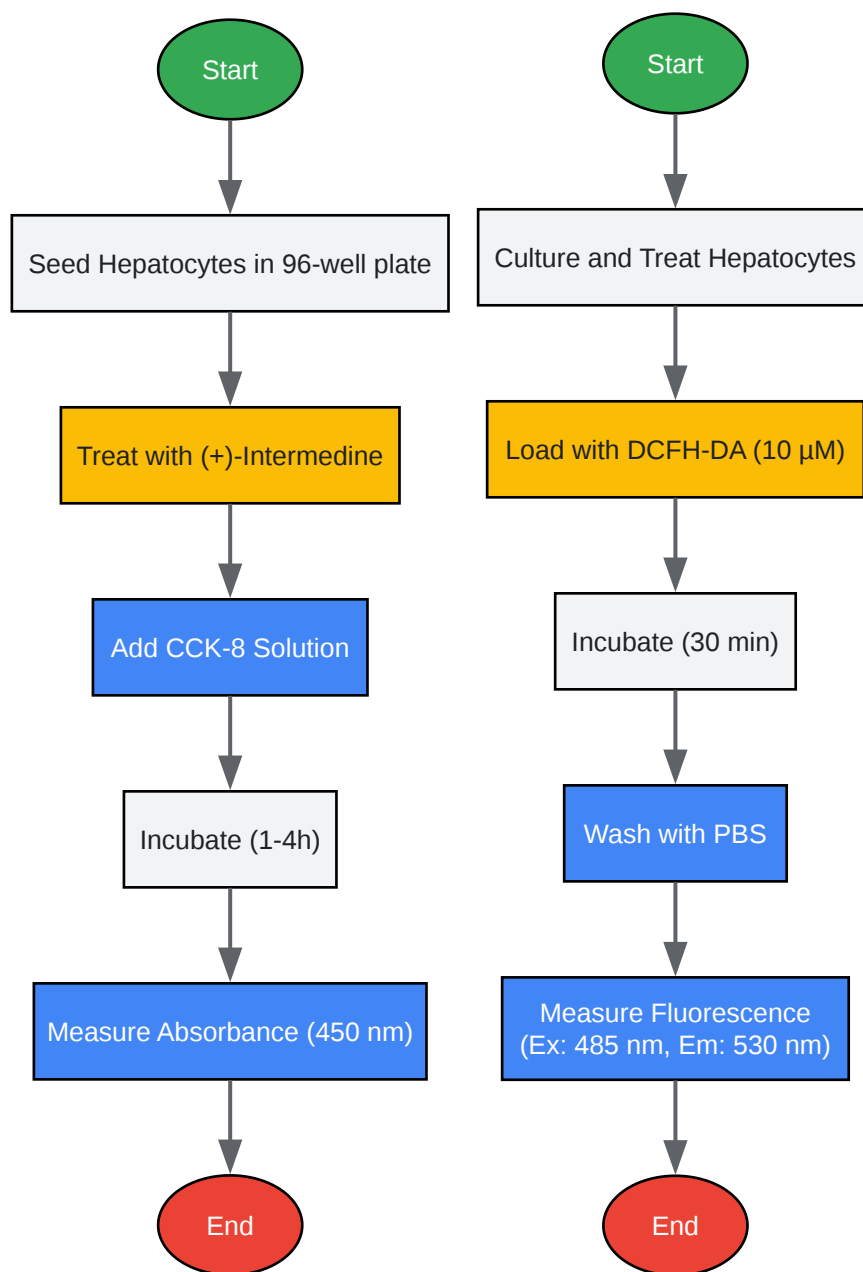 Start
Seed Hepatocytes in 96-well plate
Treat with (+)-Intermedine
Add CCK-8 Solution
Incubate (1-4h)
Measure Absorbance (450 nm)
End
Start
Culture and Treat Hepatocytes
Load with DCFH-DA (10 µM)
Incubate (30 min)
Wash with PBS
Measure Fluorescence
(Ex: 485 nm, Em: 530 nm)
End